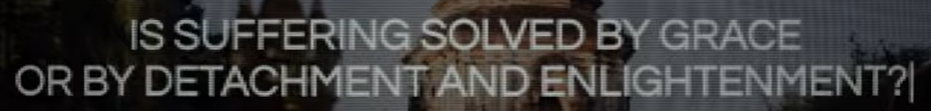 IS SUFFERING SOLVED BY GRACE
OR BY DETACHMENT AND ENLIGHTENMENT?|